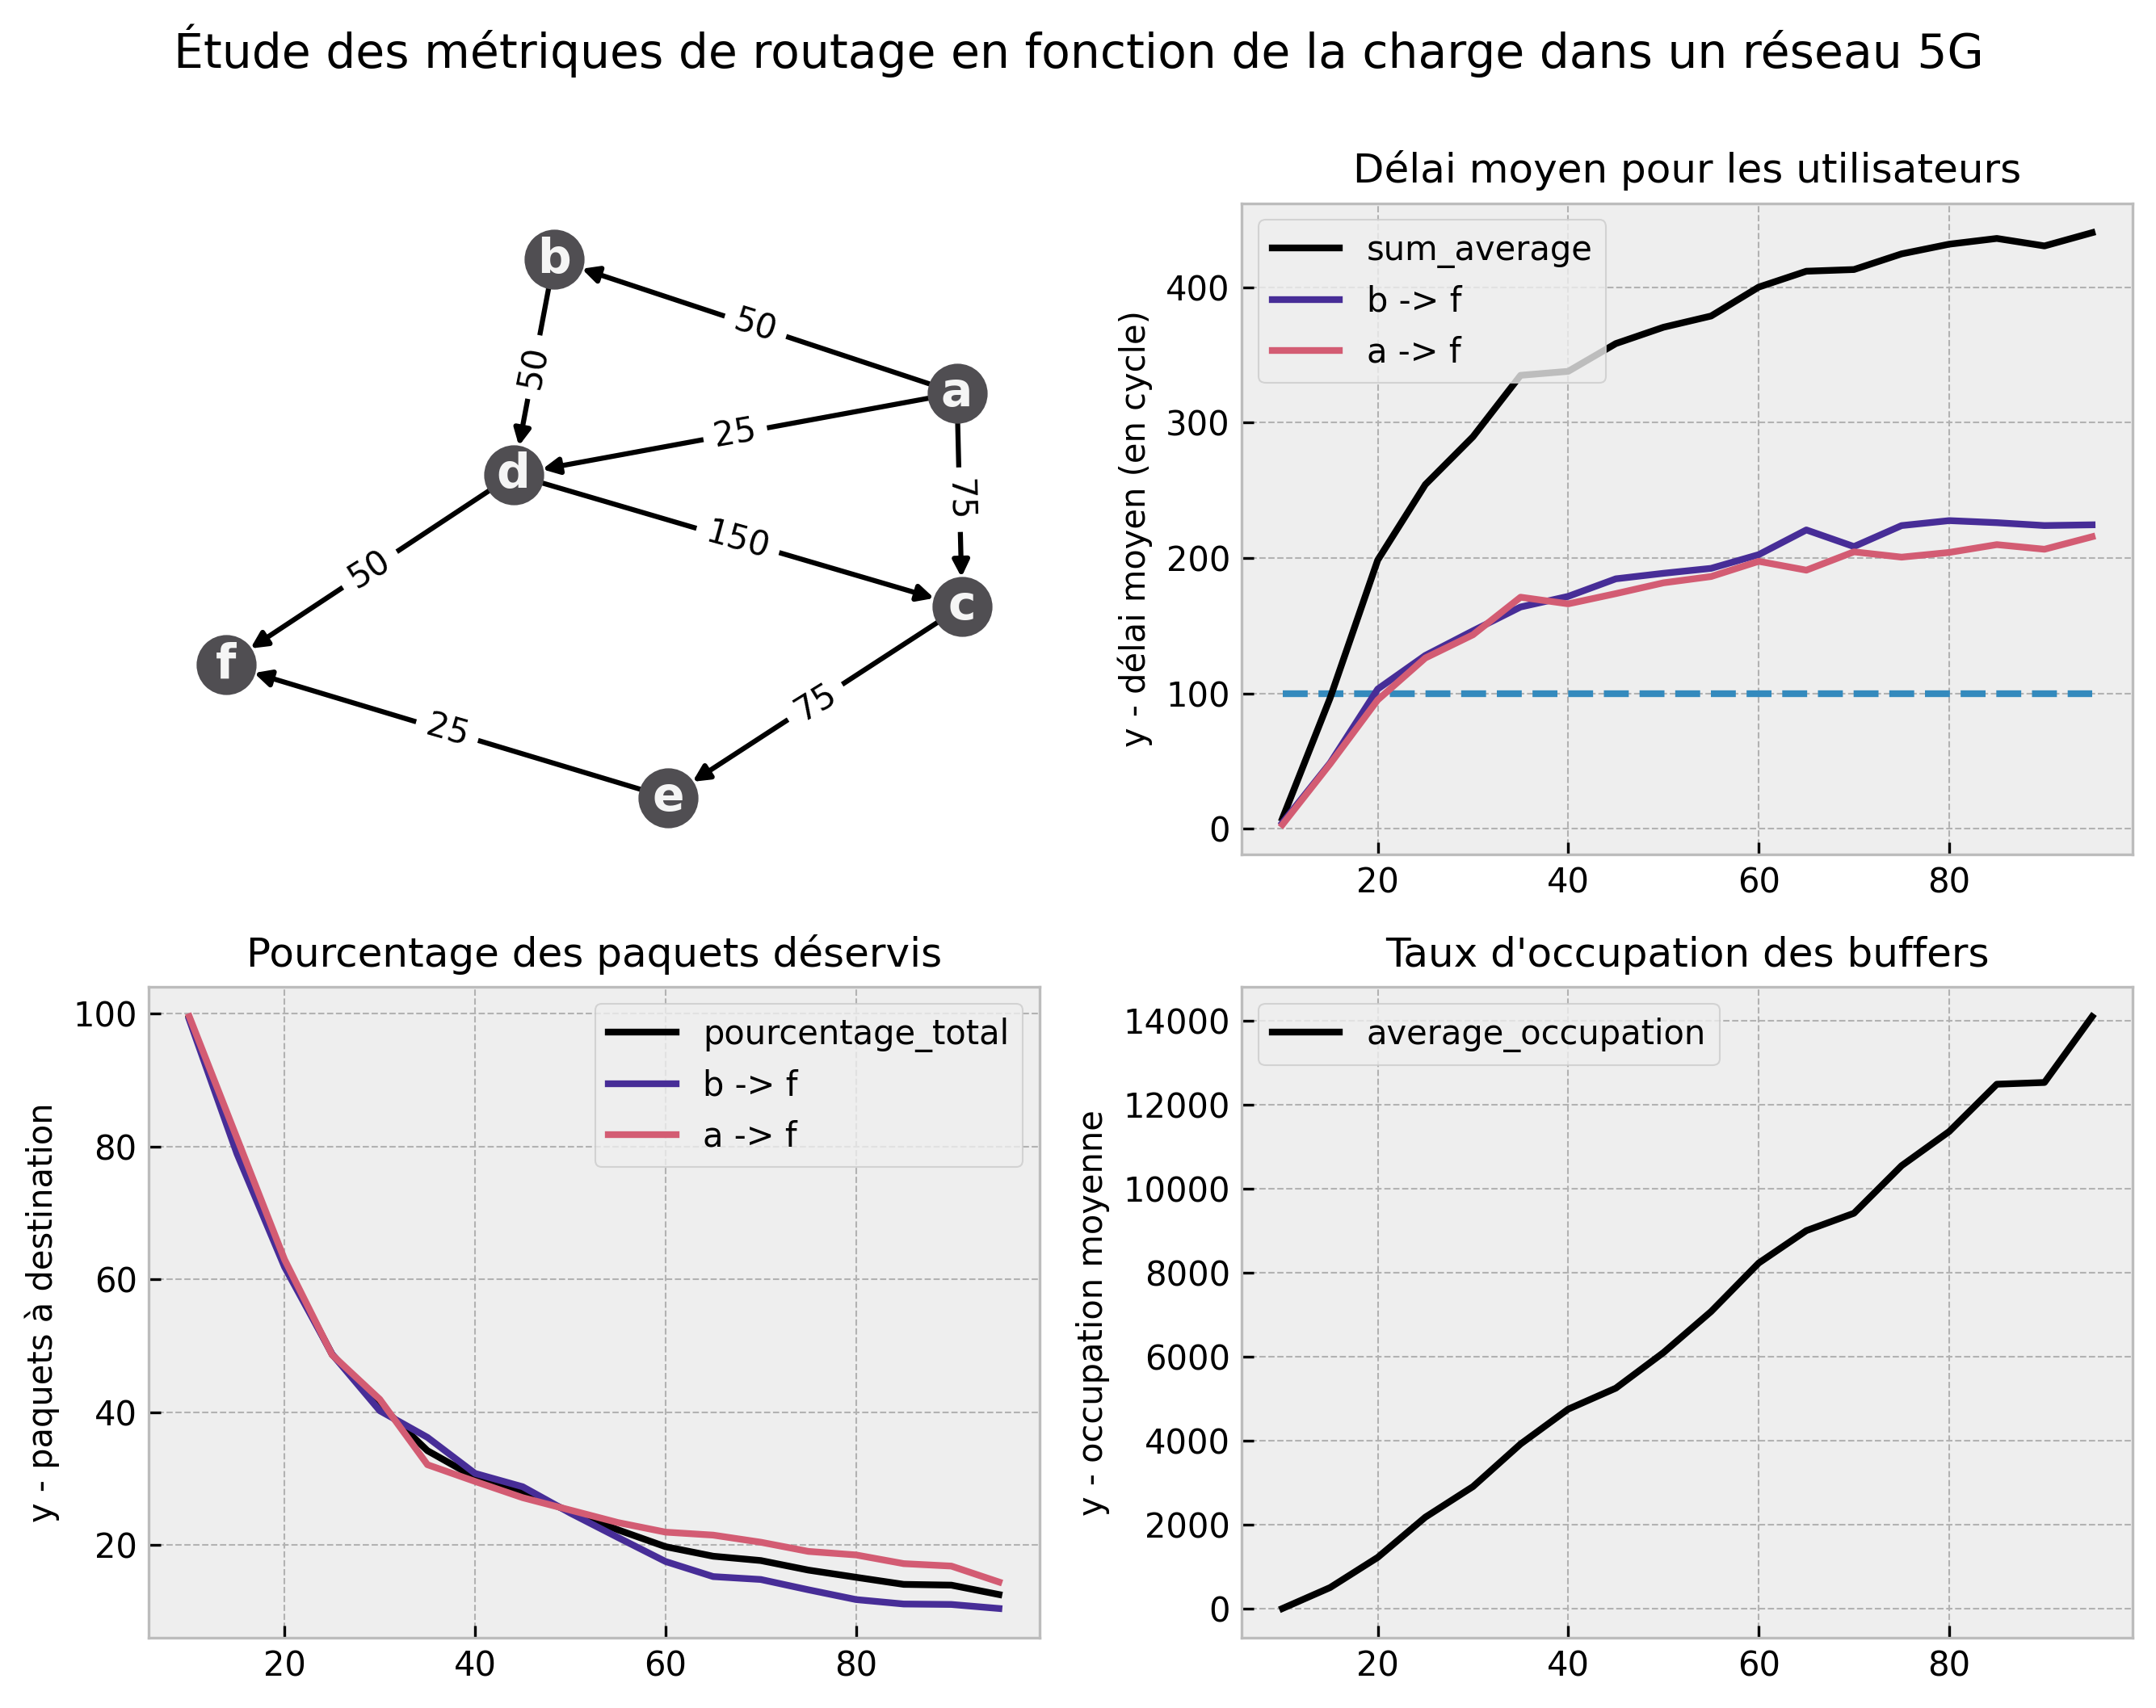 Étude des métriques de routage en fonction de la charge dans un réseau 5G
b
50
a
50
25
d
75
150
50
c
f
75
25
e
Délai moyen pour les utilisateurs
sum_average
b -> f
a -> f
y - délai moyen (en cycle)
400
300
200
100
0
20 40 60 80
Pourcentage des paquets déservis
pourcentage_total
b -> f
a -> f
y - paquets à destination
100
80
60
40
20
20 40 60 80
Taux d'occupation des buffers
average_occupation
y - occupation moyenne
14000
12000
10000
8000
6000
4000
2000
0
20 40 60 80